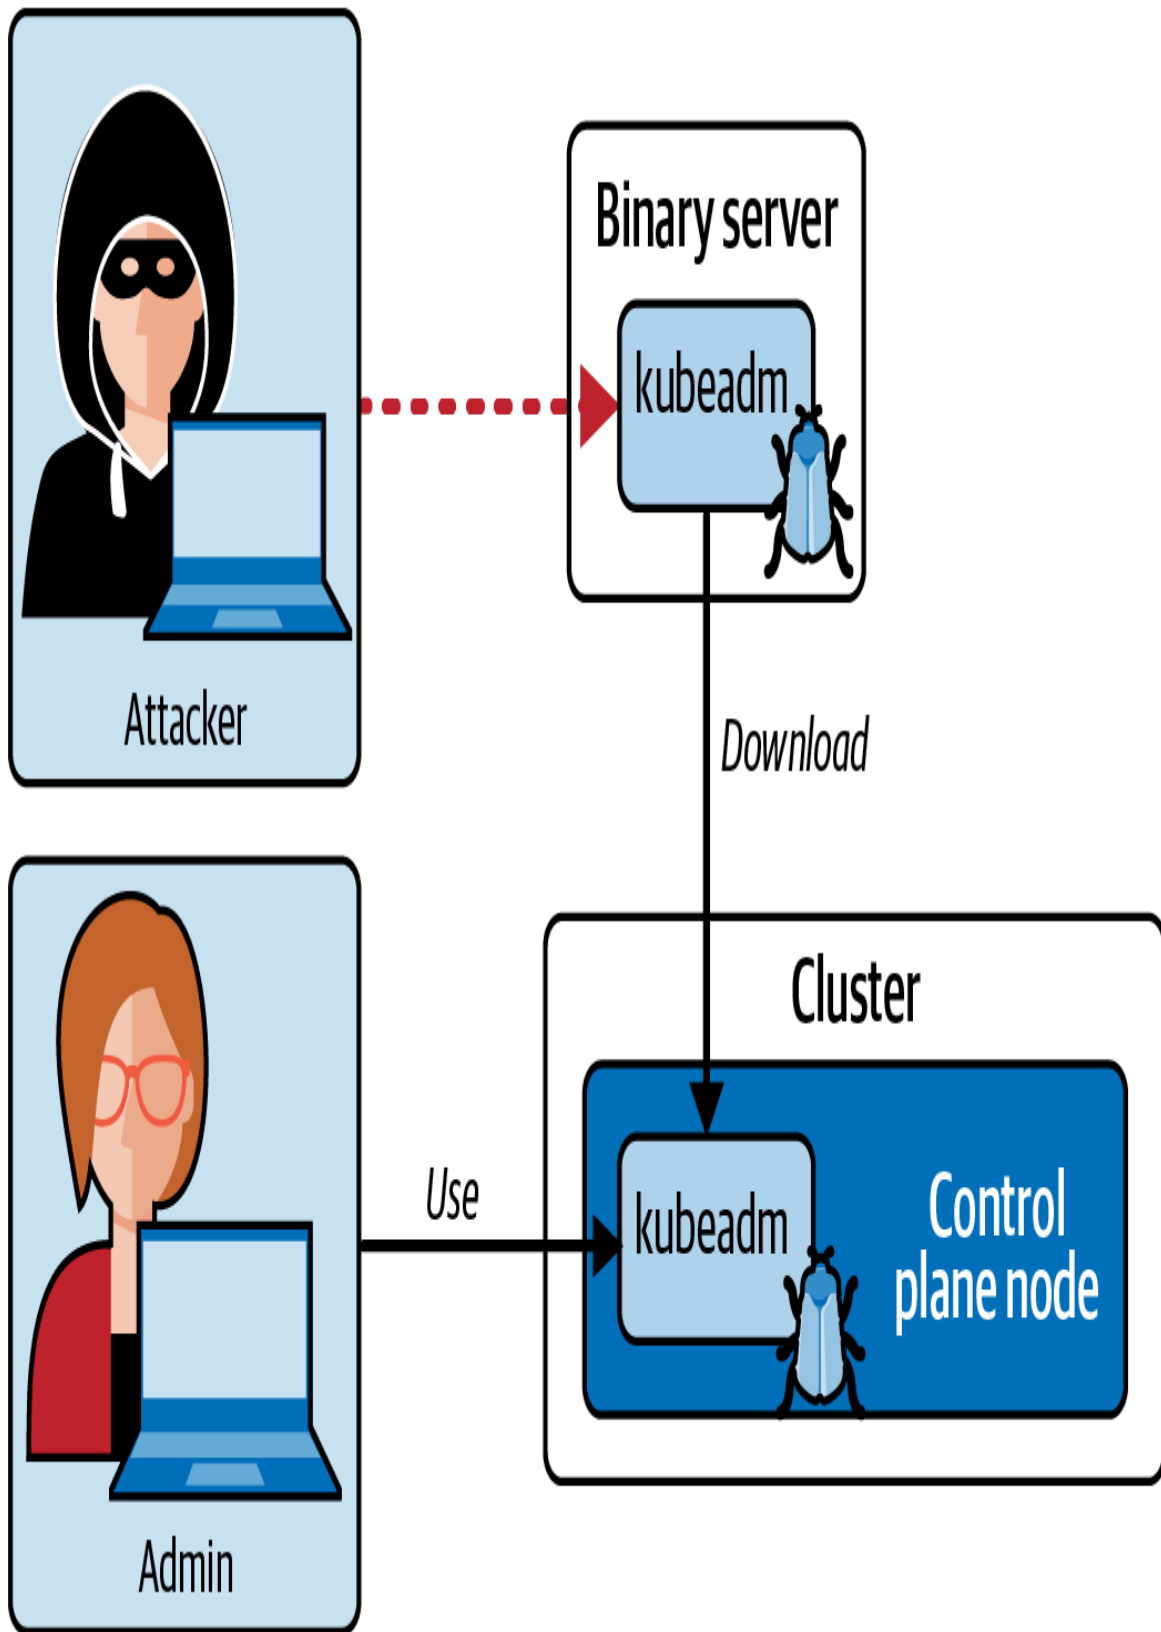 Binary server
kubeadm
Attacker
Download
Cluster
Use
kubeadm
Control
plane node
Admin